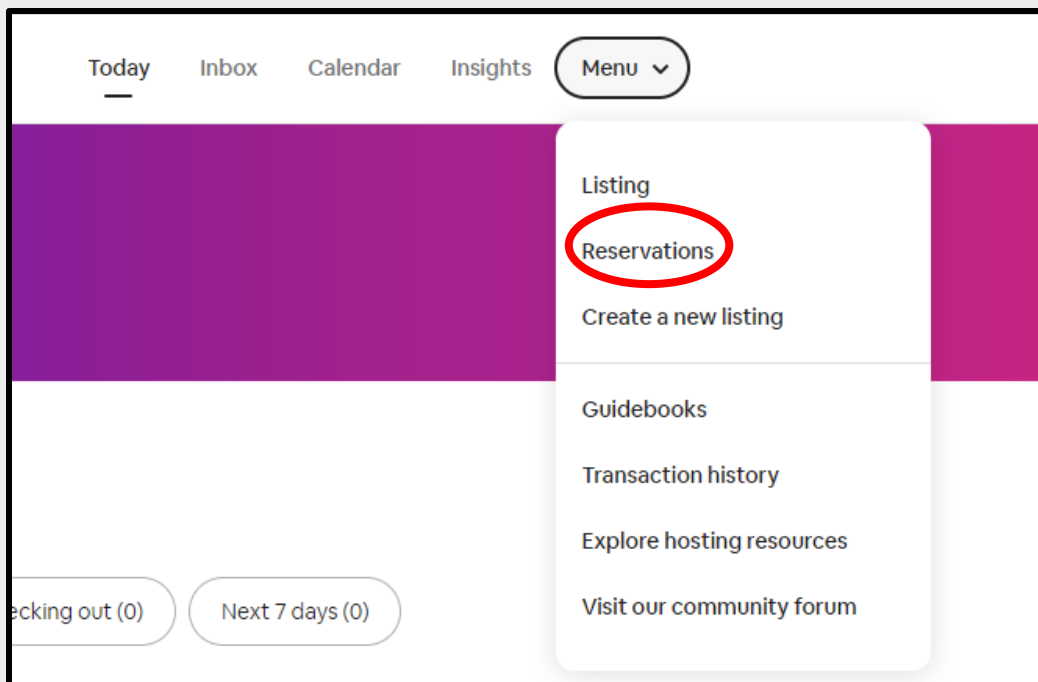 Today Inbox Calendar Insights Menu
Listing
Reservations
Create a new listing
Guidebooks
Transaction history
Explore hosting resources
Visit our community forum
out (0) Next 7 days (0)